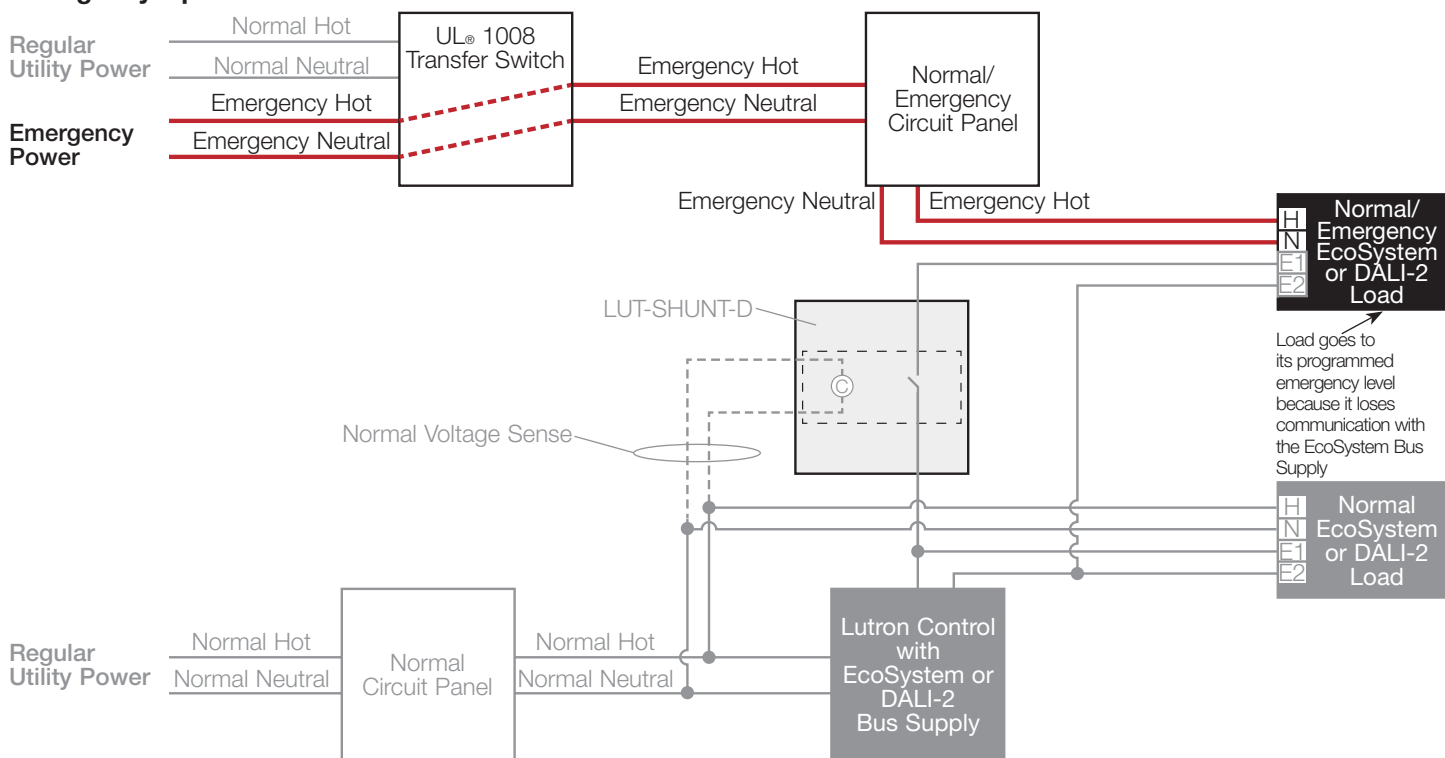 Normal Hot
Regular
Utility Power
Normal Neutral
Emergency Hot
Emergency
Power
Emergency Neutral
UL® 1008
Transfer Switch
Emergency Hot
Emergency Neutral
Normal/
Emergency
Circuit Panel
Emergency Neutral
Emergency Hot
H
N
E1
E2
Normal/
Emergency
EcoSystem
or DALI-2
Load
LUT-SHUNT-D
C
Load goes to
its programmed
emergency level
because it loses
communication with
the EcoSystem Bus
Supply
Normal Voltage Sense
H
N
E1
E2
Normal
EcoSystem
or DALI-2
Load
Regular
Utility Power
Normal Hot
Normal Neutral
Normal
Circuit Panel
Normal Hot
Normal Neutral
Lutron Control
with
EcoSystem or
DALI-2
Bus Supply